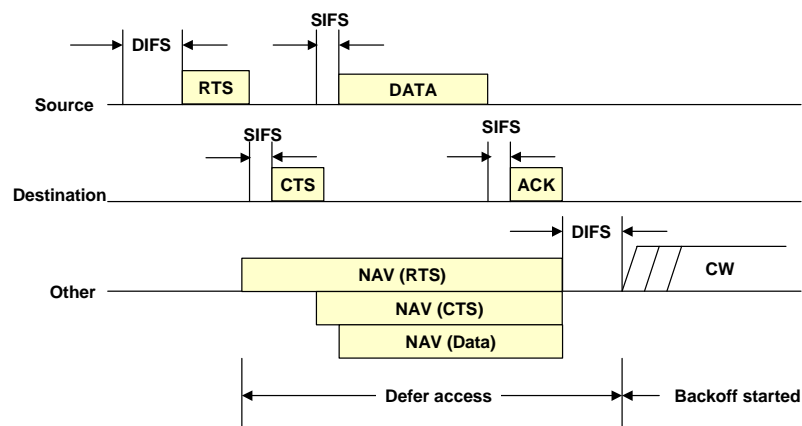 SIFS
DIFS
RTS
DATA
Source
SIFS
SIFS
CTS
ACK
Destination
DIFS
NAV (RTS)
CW
Other
NAV (CTS)
NAV (Data)
Defer access
Backoff started